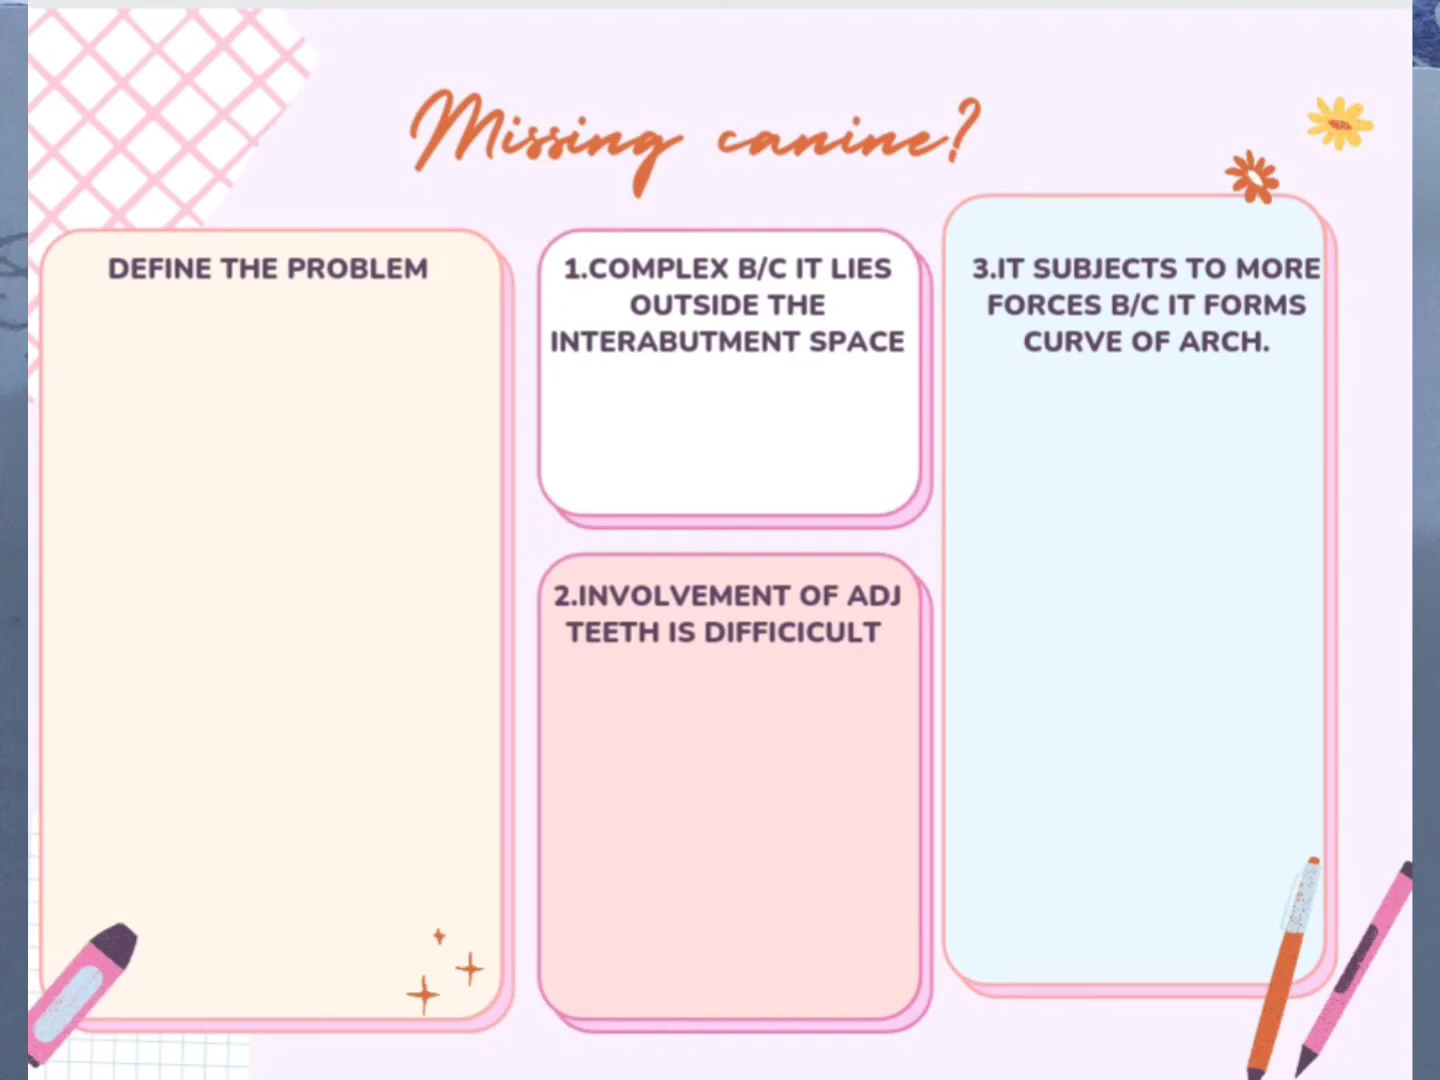 Missing canine?
DEFINE THE PROBLEM
1.COMPLEX B/C IT LIES
OUTSIDE THE
INTERABUTMENT SPACE
2.INVOLVEMENT OF ADJ
TEETH IS DIFFICICULT
3.IT SUBJECTS TO MORE
FORCES B/C IT FORMS
CURVE OF ARCH.